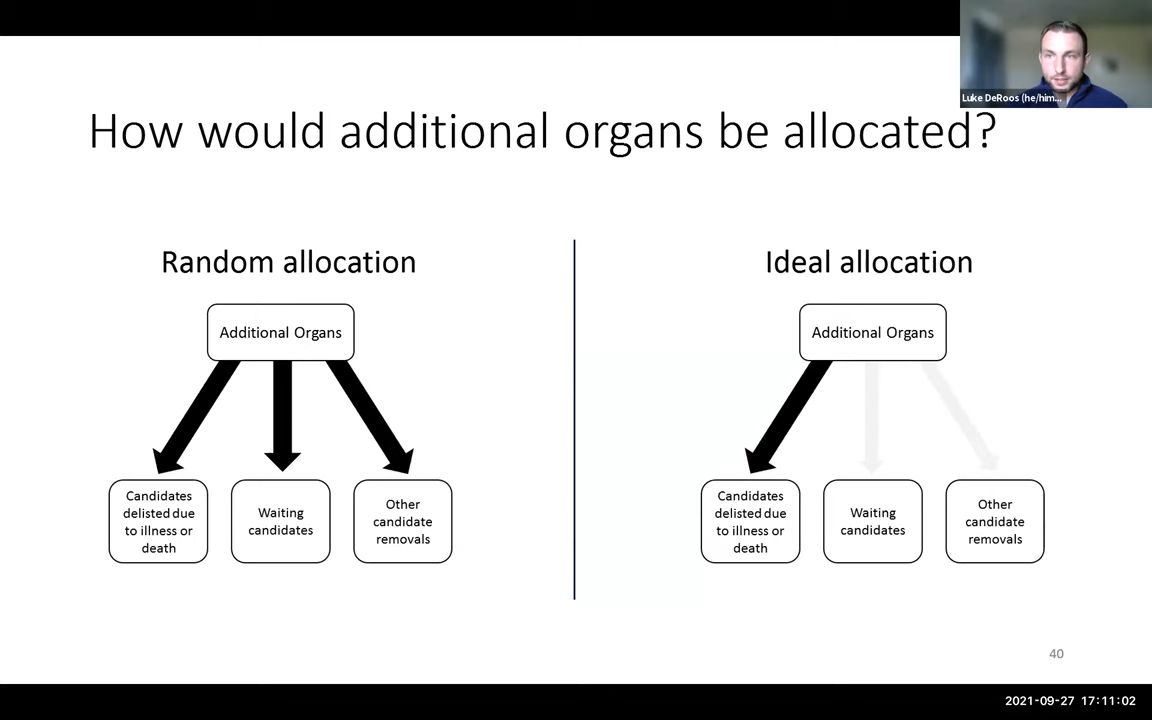 Luke DeRoos (he/him...
How would additional organs be allocated?
Random allocation
Additional Organs
Candidates
delisted due
to illness or
death
Waiting
candidates
Other
candidate
removals
Ideal allocation
Additional Organs
Candidates
delisted due
to illness or
death
Waiting
candidates
Other
candidate
removals
40
2021-09-27 17:11:02